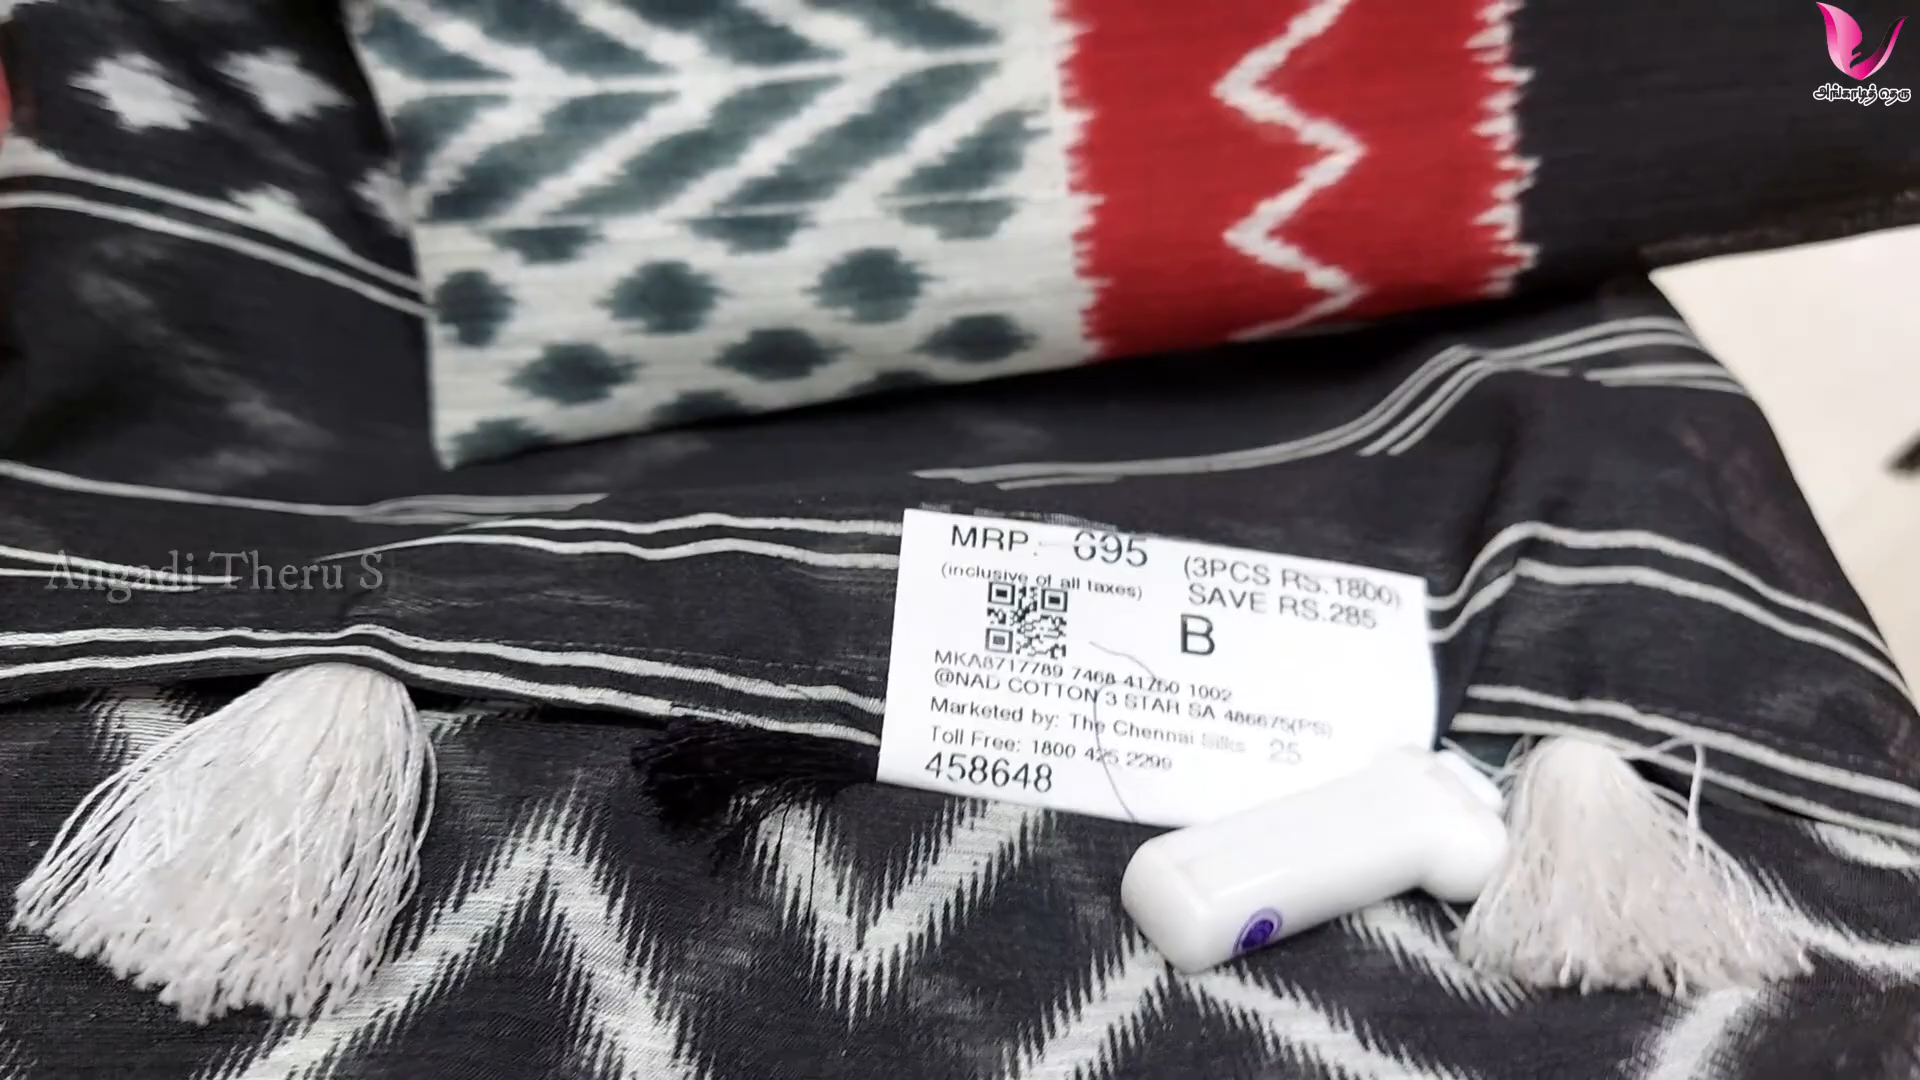 அங்காடித் தெரு
MRP. 695 (3PCS RS.1800)
(inclusive of all taxes) SAVE RS.285
B
MKA8717789 7468 41760 1002
@NAD COTTON 3 STAR SA 486675(PS)
Marketed by: The Chennai Silks 25
Toll Free: 1800 425 2299
458648
Angadi Theru S